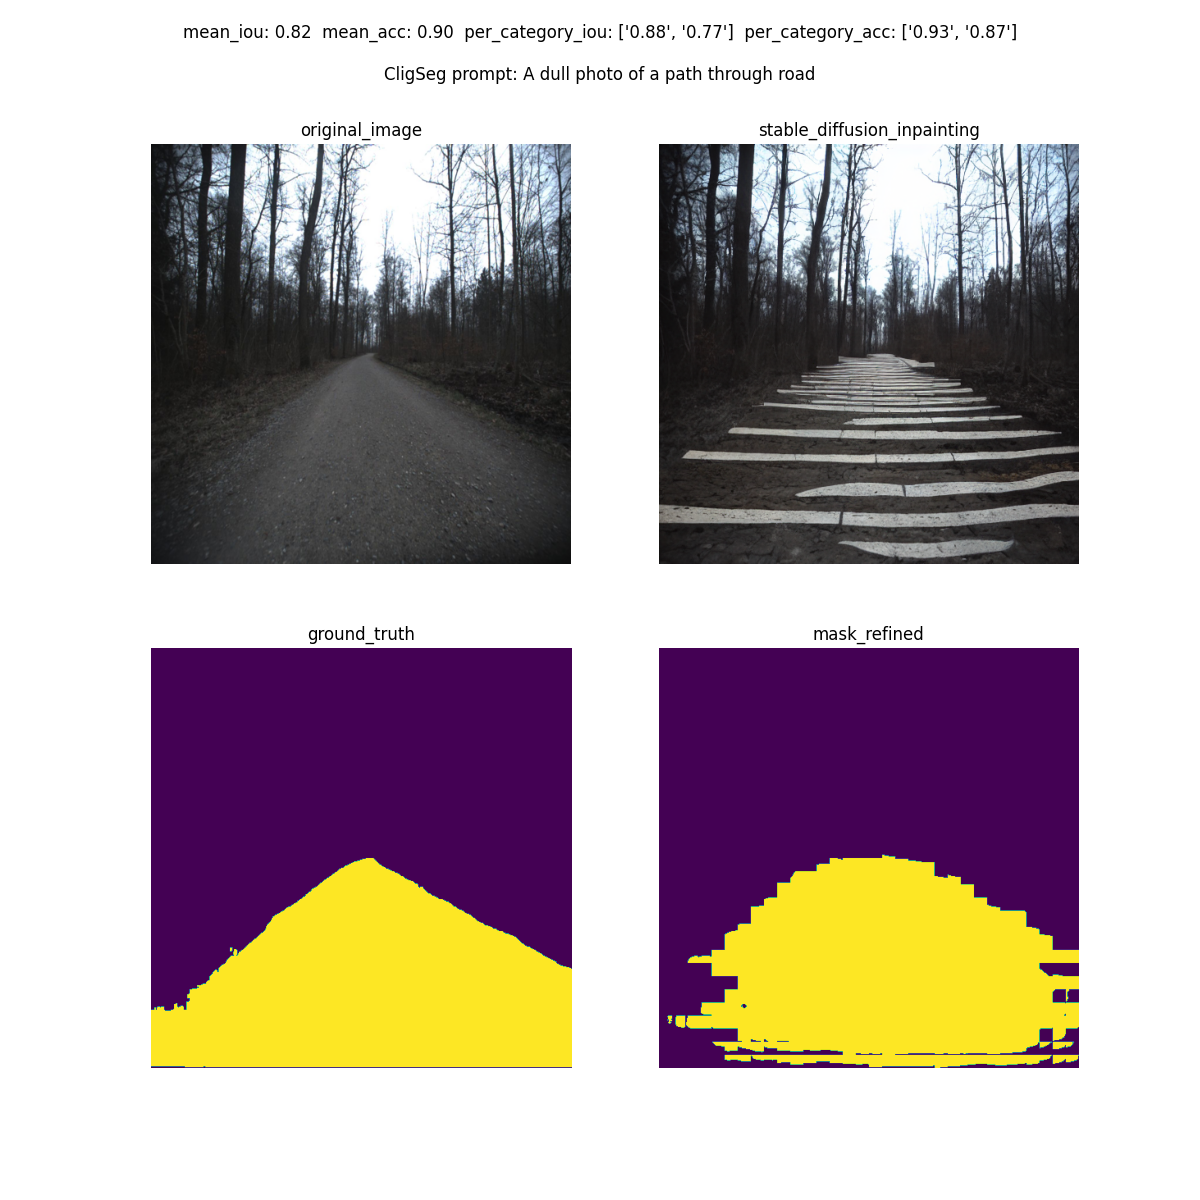 mean_iou: 0.82  mean_acc: 0.90  per_category_iou: ['0.88', '0.77']  per_category_acc: ['0.93', '0.87']
CligSeg prompt: A dull photo of a path through road
original_image
stable_diffusion_inpainting
ground_truth
mask_refined